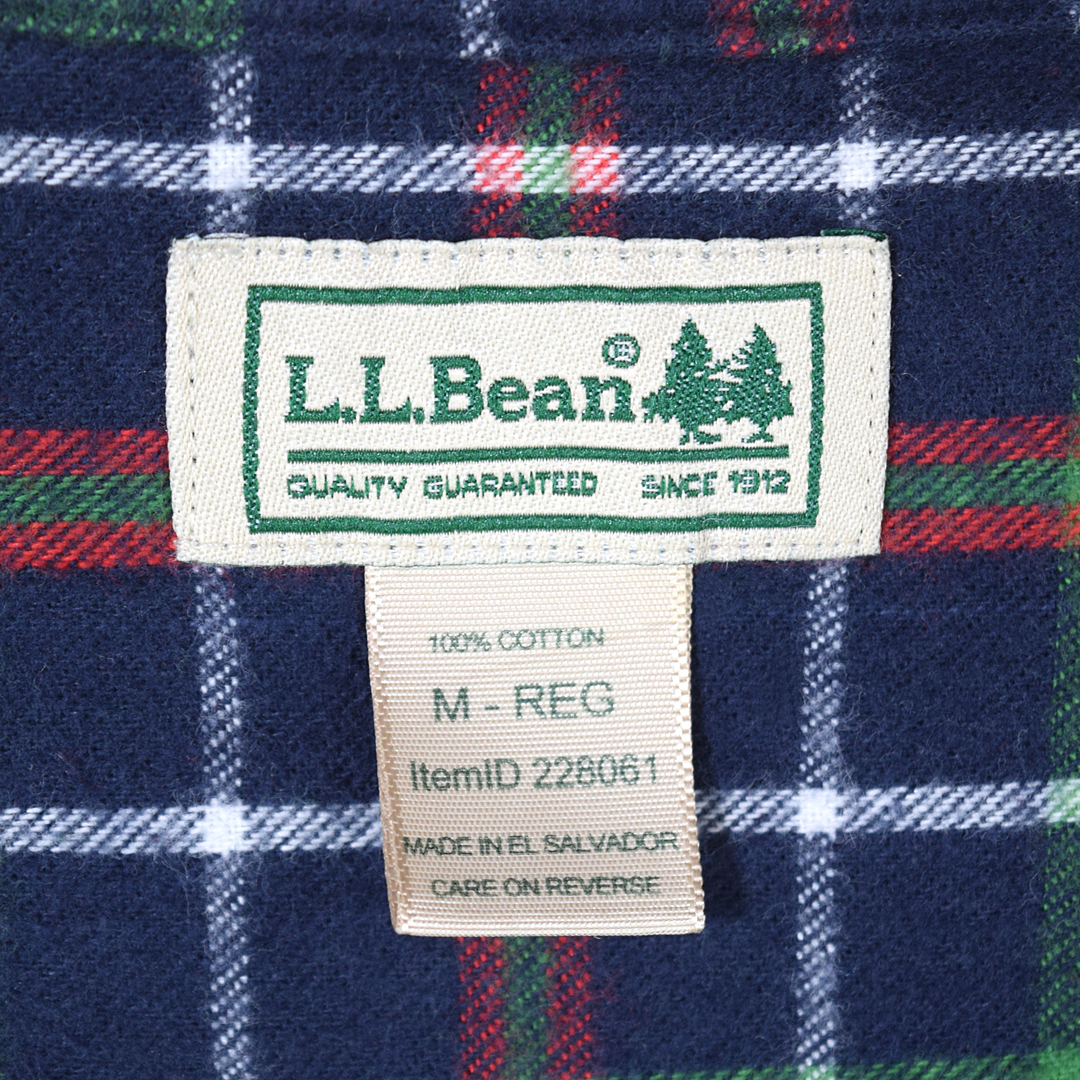 L.L.Bean®
QUALITY GUARANTEED SINCE 1912
100% COTTON
M - REG
ItemID 228061
MADE IN EL SALVADOR
CARE ON REVERSE